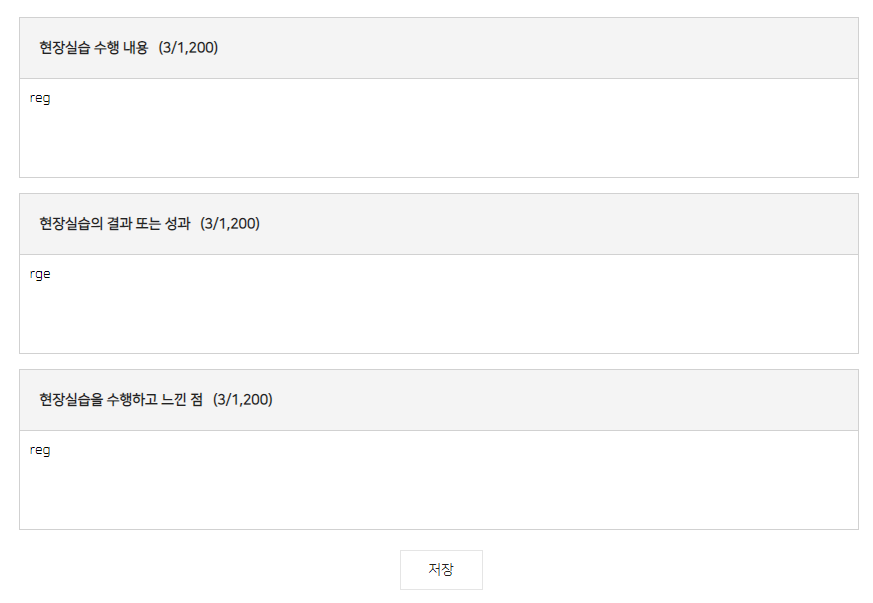 현장실습 수행 내용 (3/1,200)
reg
현장실습의 결과 또는 성과 (3/1,200)
rge
현장실습을 수행하고 느낀 점 (3/1,200)
reg
저장